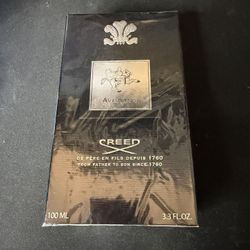 CREED
DE PÈRE EN FILS DEPUIS 1760
FROM FATHER TO SON SINCE 1760
100 ML 3.3 FL.OZ.